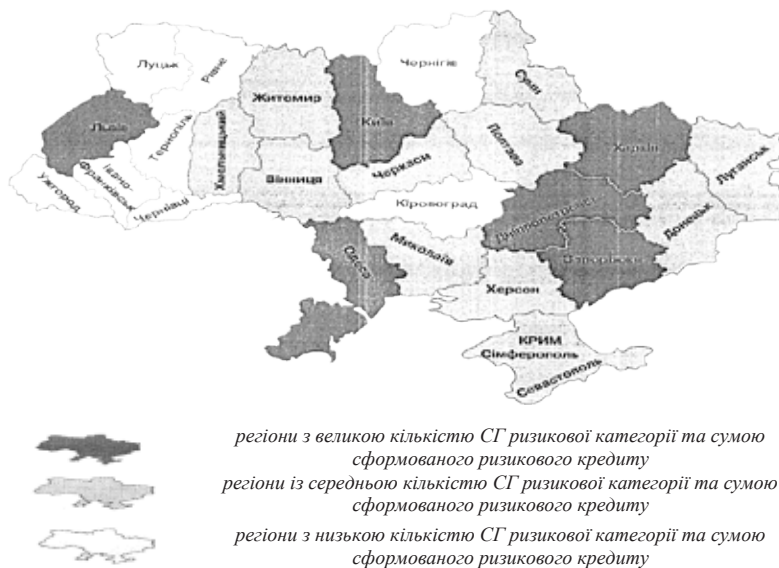 Чернігів
Луцьк
Рівне
Суми
Житомир
Київ
Львів
Тернопіль
Хмельницький
Полтава
Харків
Луганськ
Черкаси
Вінниця
Івано-
Франківськ
Ужгород
Чернівці
Кіровоград
Дніпропетровськ
Донецьк
Запоріжжя
Одеса
Миколаїв
Херсон
КРИМ
Сімферополь
Севастополь
регіони з великою кількістю СГ ризикової категорії та сумою
сформованого ризикового кредиту
регіони із середньою кількістю СГ ризикової категорії та сумою
сформованого ризикового кредиту
регіони з низькою кількістю СГ ризикової категорії та сумою
сформованого ризикового кредиту